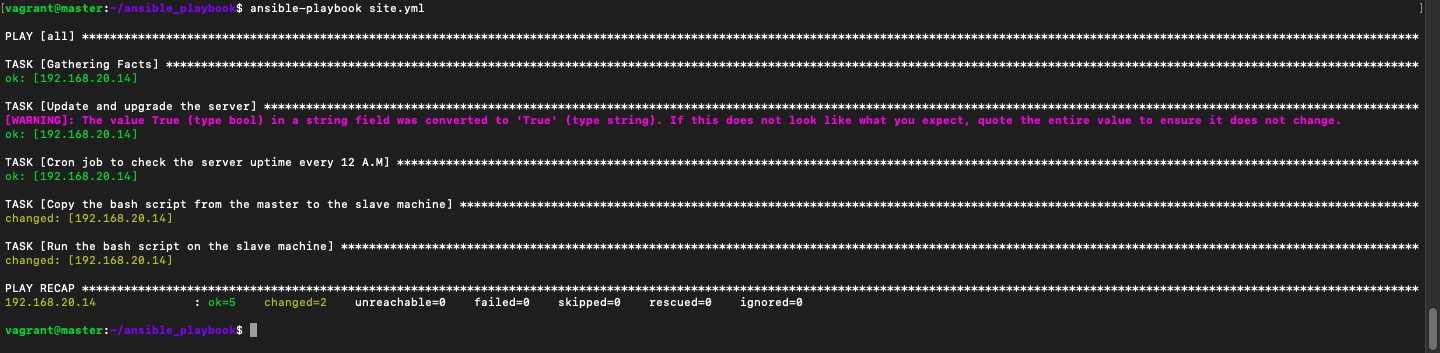 [vagrant@master:~/ansible_playbook$ ansible-playbook site.yml ]
PLAY [all] *********************************************************************************************************************************************************************************************
TASK [Gathering Facts] *********************************************************************************************************************************************************************************
ok: [192.168.20.14]
TASK [Update and upgrade the server] *******************************************************************************************************************************************************************
[WARNING]: The value True (type bool) in a string field was converted to 'True' (type string). If this does not look like what you expect, quote the entire value to ensure it does not change.
ok: [192.168.20.14]
TASK [Cron job to check the server uptime every 12 A.M] ************************************************************************************************************************************************
ok: [192.168.20.14]
TASK [Copy the bash script from the master to the slave machine] ***************************************************************************************************************************************
changed: [192.168.20.14]
TASK [Run the bash script on the slave machine] ********************************************************************************************************************************************************
changed: [192.168.20.14]
PLAY RECAP *********************************************************************************************************************************************************************************************
192.168.20.14              : ok=5    changed=2    unreachable=0    failed=0    skipped=0    rescued=0    ignored=0
vagrant@master:~/ansible_playbook$